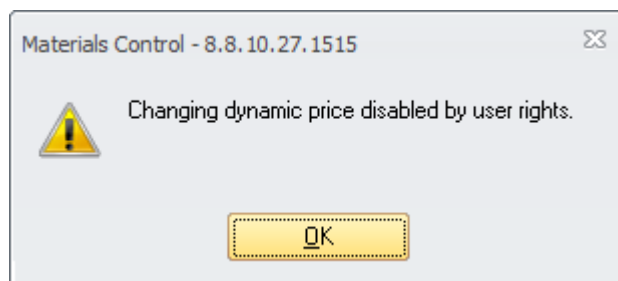 Materials Control - 8.8.10.27.1515
Changing dynamic price disabled by user rights.
OK